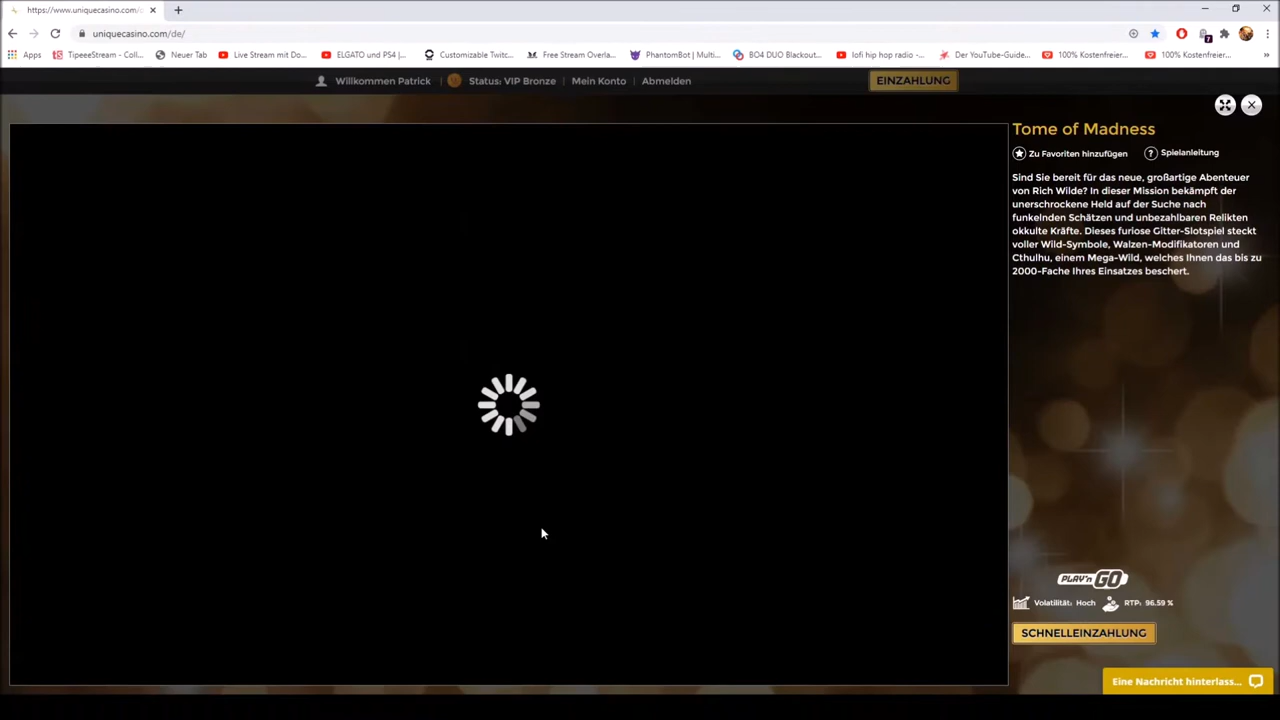 https://www.uniquecasino.com/
uniquecasino.com/de/
7
Apps
TipeeeStream - Coll...
Neuer Tab
Live Stream mit Do...
ELGATO und PS4 |...
Customizable Twitc...
Free Stream Overla...
PhantomBot | Multi...
BO4 DUO Blackout...
lofi hip hop radio -...
Der YouTube-Guide...
100% Kostenfreier...
100% Kostenfreier...
»
Willkommen Patrick | Status: VIP Bronze | Mein Konto | Abmelden
EINZAHLUNG
Tome of Madness
Zu Favoriten hinzufügen
? Spielanleitung
Sind Sie bereit für das neue, großartige Abenteuer
von Rich Wilde? In dieser Mission bekämpft der
unerschrockene Held auf der Suche nach
funkelnden Schätzen und unbezahlbaren Relikten
okkulte Kräfte. Dieses furiose Gitter-Slotspiel steckt
voller Wild-Symbole, Walzen-Modifikatoren und
Cthulhu, einem Mega-Wild, welches Ihnen das bis zu
2000-Fache Ihres Einsatzes beschert.
PLAY'n GO
Volatilität: Hoch
RTP: 96.59 %
SCHNELLEINZAHLUNG
Eine Nachricht hinterlass...